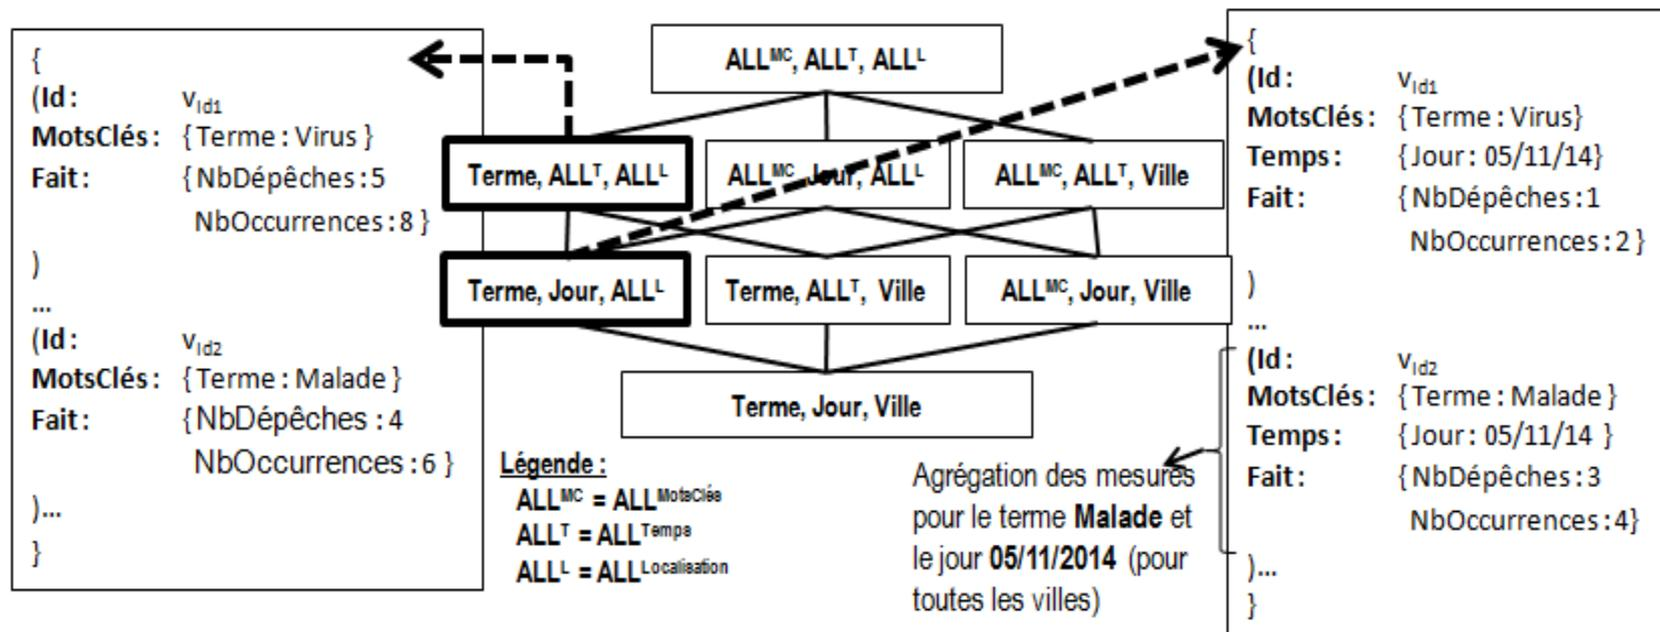 {
(Id: vId1
MotsClés: {Terme:Virus }
Fait: {NbDépêches:5
NbOccurrences:8 }
)
...
(Id: vId2
MotsClés: {Terme:Malade}
Fait: {NbDépêches :4
NbOccurrences :6 }
)...
}
ALL^MC, ALL^T, ALL^L
Terme, ALL^T, ALL^L
ALL^MC, Jour, ALL^L
ALL^MC, ALL^T, Ville
Terme, Jour, ALL^L
Terme, ALL^T, Ville
ALL^MC, Jour, Ville
Terme, Jour, Ville
Légende :
ALL^MC = ALL^MotsClés
ALL^T = ALL^Temps
ALL^L = ALL^Localisation
Agrégation des mesures
pour le terme Malade et
le jour 05/11/2014 (pour
toutes les villes)
{
(Id: vId1
MotsClés: {Terme:Virus}
Temps: {Jour: 05/11/14}
Fait: {NbDépêches:1
NbOccurrences:2 }
)
...
(Id: vId2
MotsClés: {Terme:Malade }
Temps: {Jour: 05/11/14 }
Fait: {NbDépêches:3
NbOccurrences:4}
)...
}